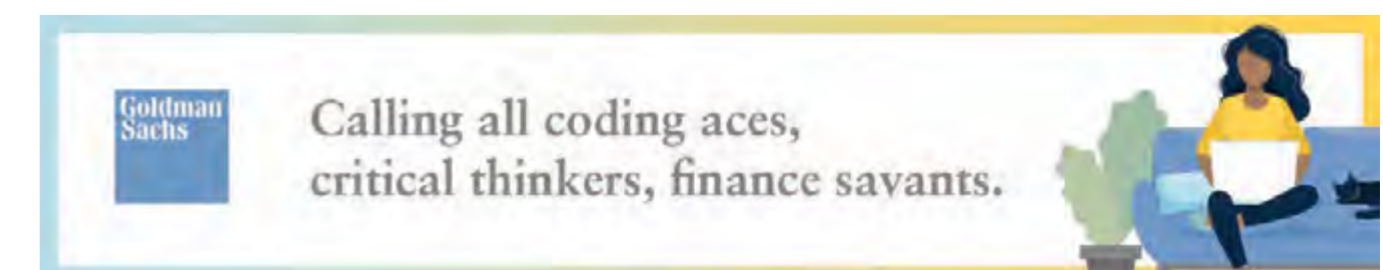 Goldman
Sachs
Calling all coding aces,
critical thinkers, finance savants.